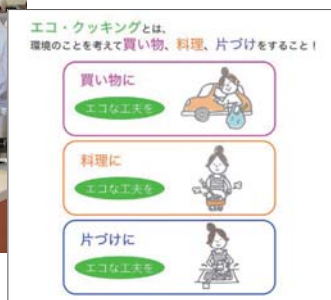 エコ・クッキングとは、
環境のことを考えて買い物、料理、片づけをすること！
買い物に
エコな工夫を
料理に
エコな工夫を
片づけに
エコな工夫を